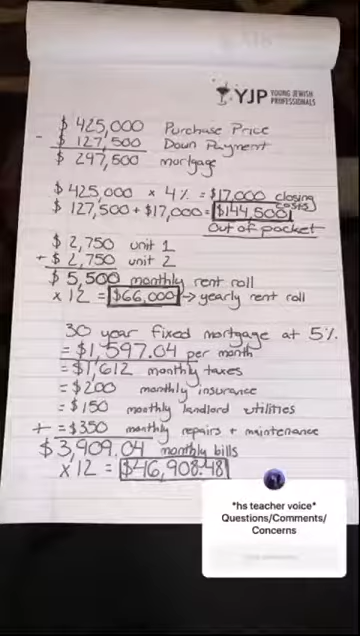 YJP YOUNG JEWISH
PROFESSIONALS
$ 425,000 Purchase Price
- $ 127,500 Down Payment
$ 297,500 mortgage
$ 425,000 x 4% = $17,000 closing costs
$ 127,500 + $17,000 = $144,500
Out of pocket
$ 2,750 unit 1
+ $ 2,750 unit 2
$ 5,500 monthly rent roll
x 12 = $66,000 → yearly rent roll
30 year fixed mortgage at 5%
= $1,597.04 per month
= $1,612 monthly taxes
= $200 monthly insurance
= $150 monthly landlord utilities
+ = $350 monthly repairs + maintenance
$3,909.04 monthly bills
x 12 = $46,908.48
*hs teacher voice*
Questions/Comments/
Concerns